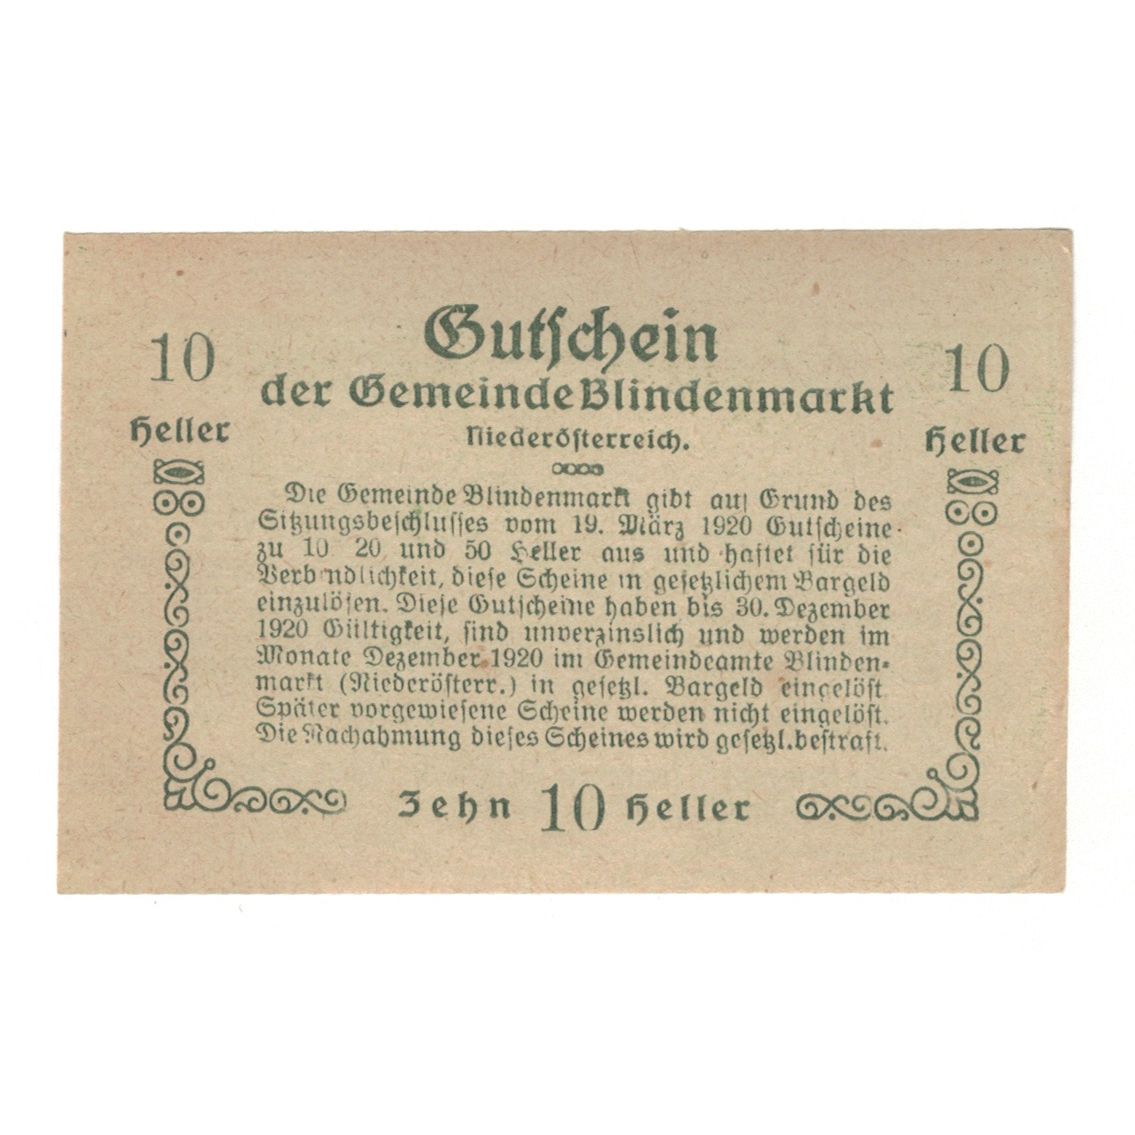 Gutschein
der Gemeinde Blindenmarkt
Niederösterreich.
10
Heller
10
Heller
Die Gemeinde Blindenmarkt gibt auf Grund des
Sitzungsbeschlusses vom 19. März 1920 Gutscheine
zu 10 20 und 50 Heller aus und haftet für die
Verbindlichkeit, diese Scheine in gesetzlichem Bargeld
einzulösen. Diese Gutscheine haben bis 30. Dezember
1920 Gültigkeit, sind unverzinslich und werden im
Monate Dezember 1920 im Gemeindeamte Blinden-
markt (Niederösterr.) in gesetzl. Bargeld eingelöst.
Später vorgewiesene Scheine werden nicht eingelöst.
Die Nachahmung dieses Scheines wird gesetzl. bestraft.
Zehn 10 Heller